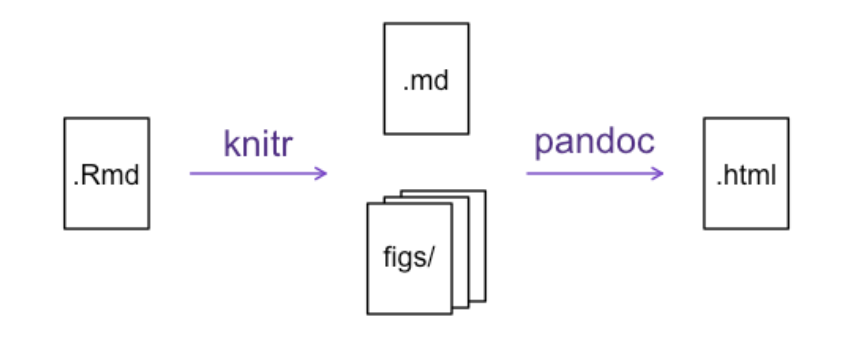 .Rmd
knitr
.md
figs/
pandoc
.html